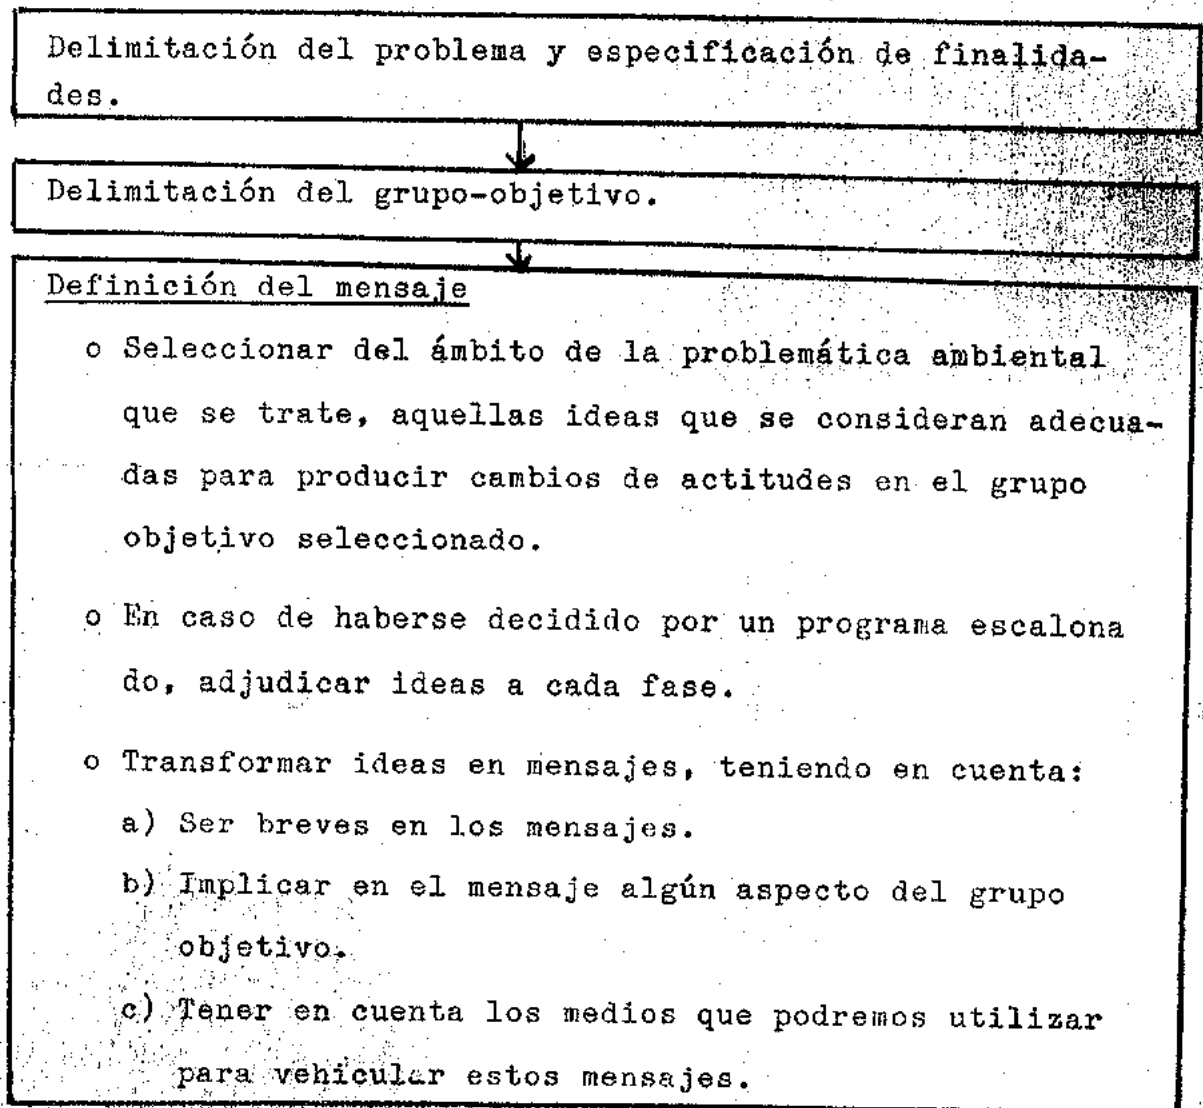 Delimitación del problema y especificación de finalida-
des.
Delimitación del grupo-objetivo.
Definición del mensaje
o Seleccionar del ámbito de la problemática ambiental
que se trate, aquellas ideas que se consideran adecua-
das para producir cambios de actitudes en el grupo
objetivo seleccionado.
o En caso de haberse decidido por un programa escalona
do, adjudicar ideas a cada fase.
o Transformar ideas en mensajes, teniendo en cuenta:
a) Ser breves en los mensajes.
b) Implicar en el mensaje algún aspecto del grupo
objetivo.
c) Tener en cuenta los medios que podremos utilizar
para vehicular estos mensajes.